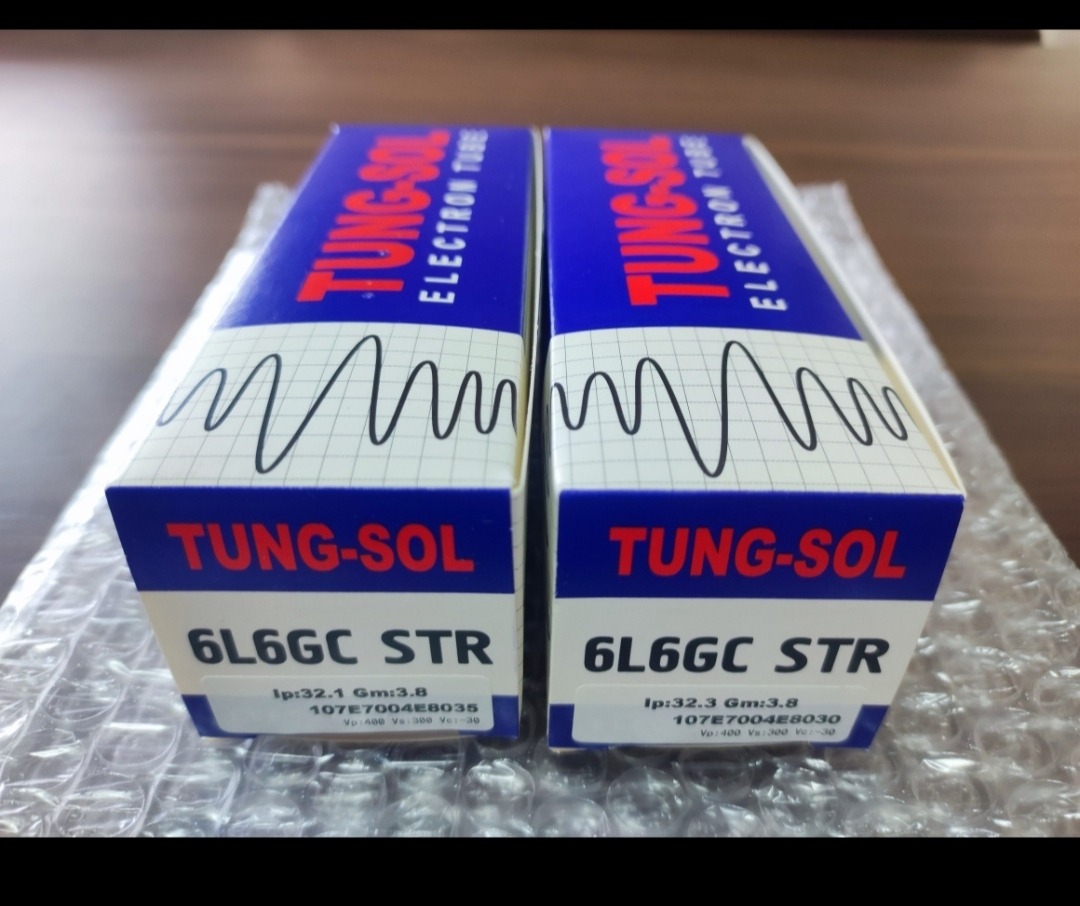 TUNG-SOL
ELECTRON TUBE
TUNG-SOL
ELECTRON TUBE
TUNG-SOL
6L6GC STR
Ip:32.1 Gm:3.8
107E7004E8035
Vp:400 Vs:300 Vc:-30
TUNG-SOL
6L6GC STR
Ip:32.3 Gm:3.8
107E7004E8030
Vp:400 Vs:300 Vc:-30